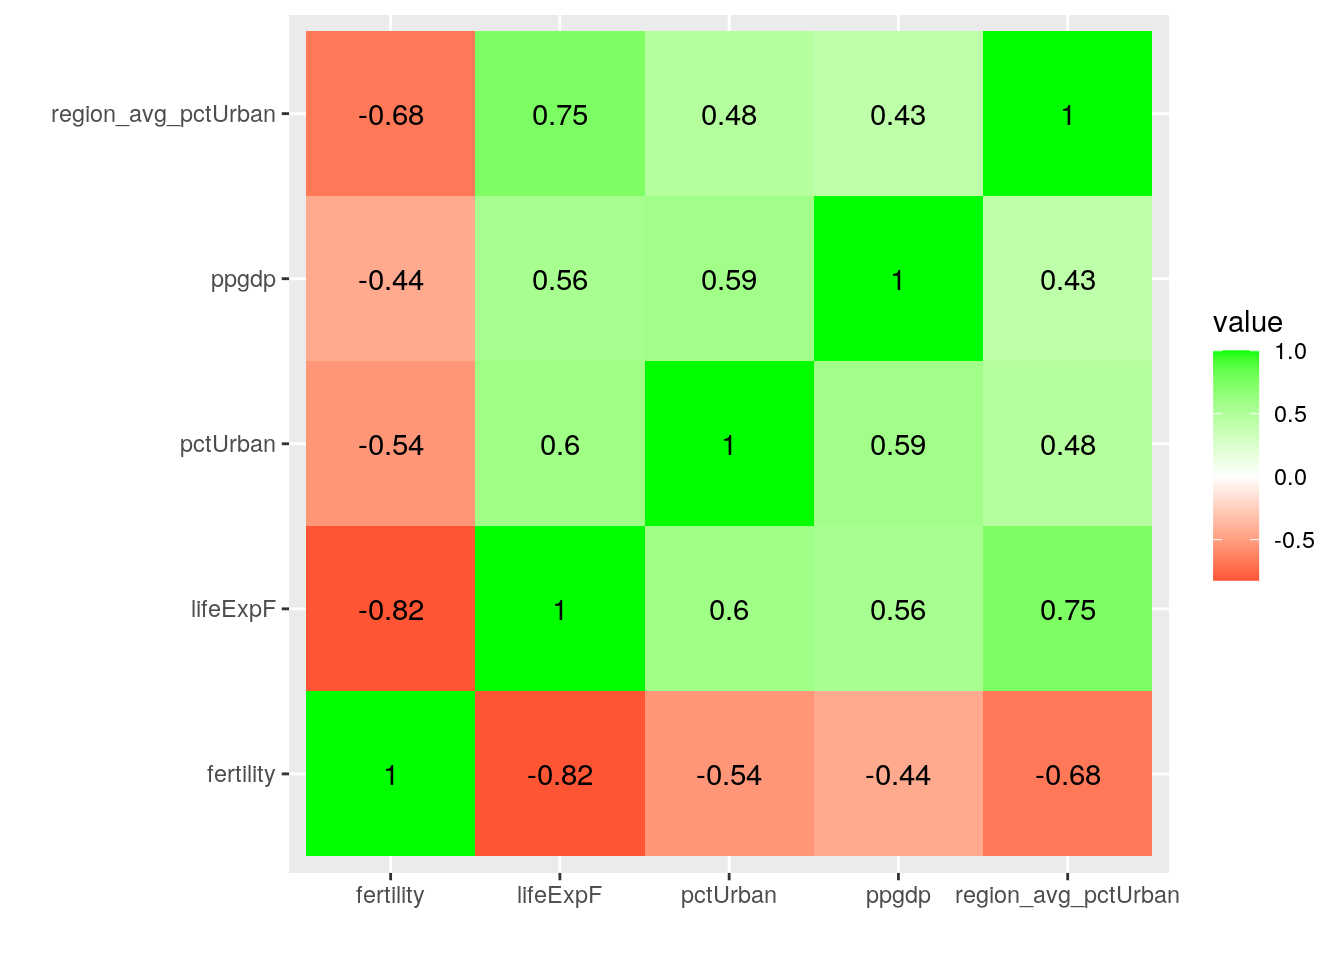 region_avg_pctUrban -0.68 0.75 0.48 0.43 1
ppgdp -0.44 0.56 0.59 1 0.43
pctUrban -0.54 0.6 1 0.59 0.48
lifeExpF -0.82 1 0.6 0.56 0.75
fertility 1 -0.82 -0.54 -0.44 -0.68
fertility lifeExpF pctUrban ppgdp region_avg_pctUrban
value
1.0
0.5
0.0
-0.5